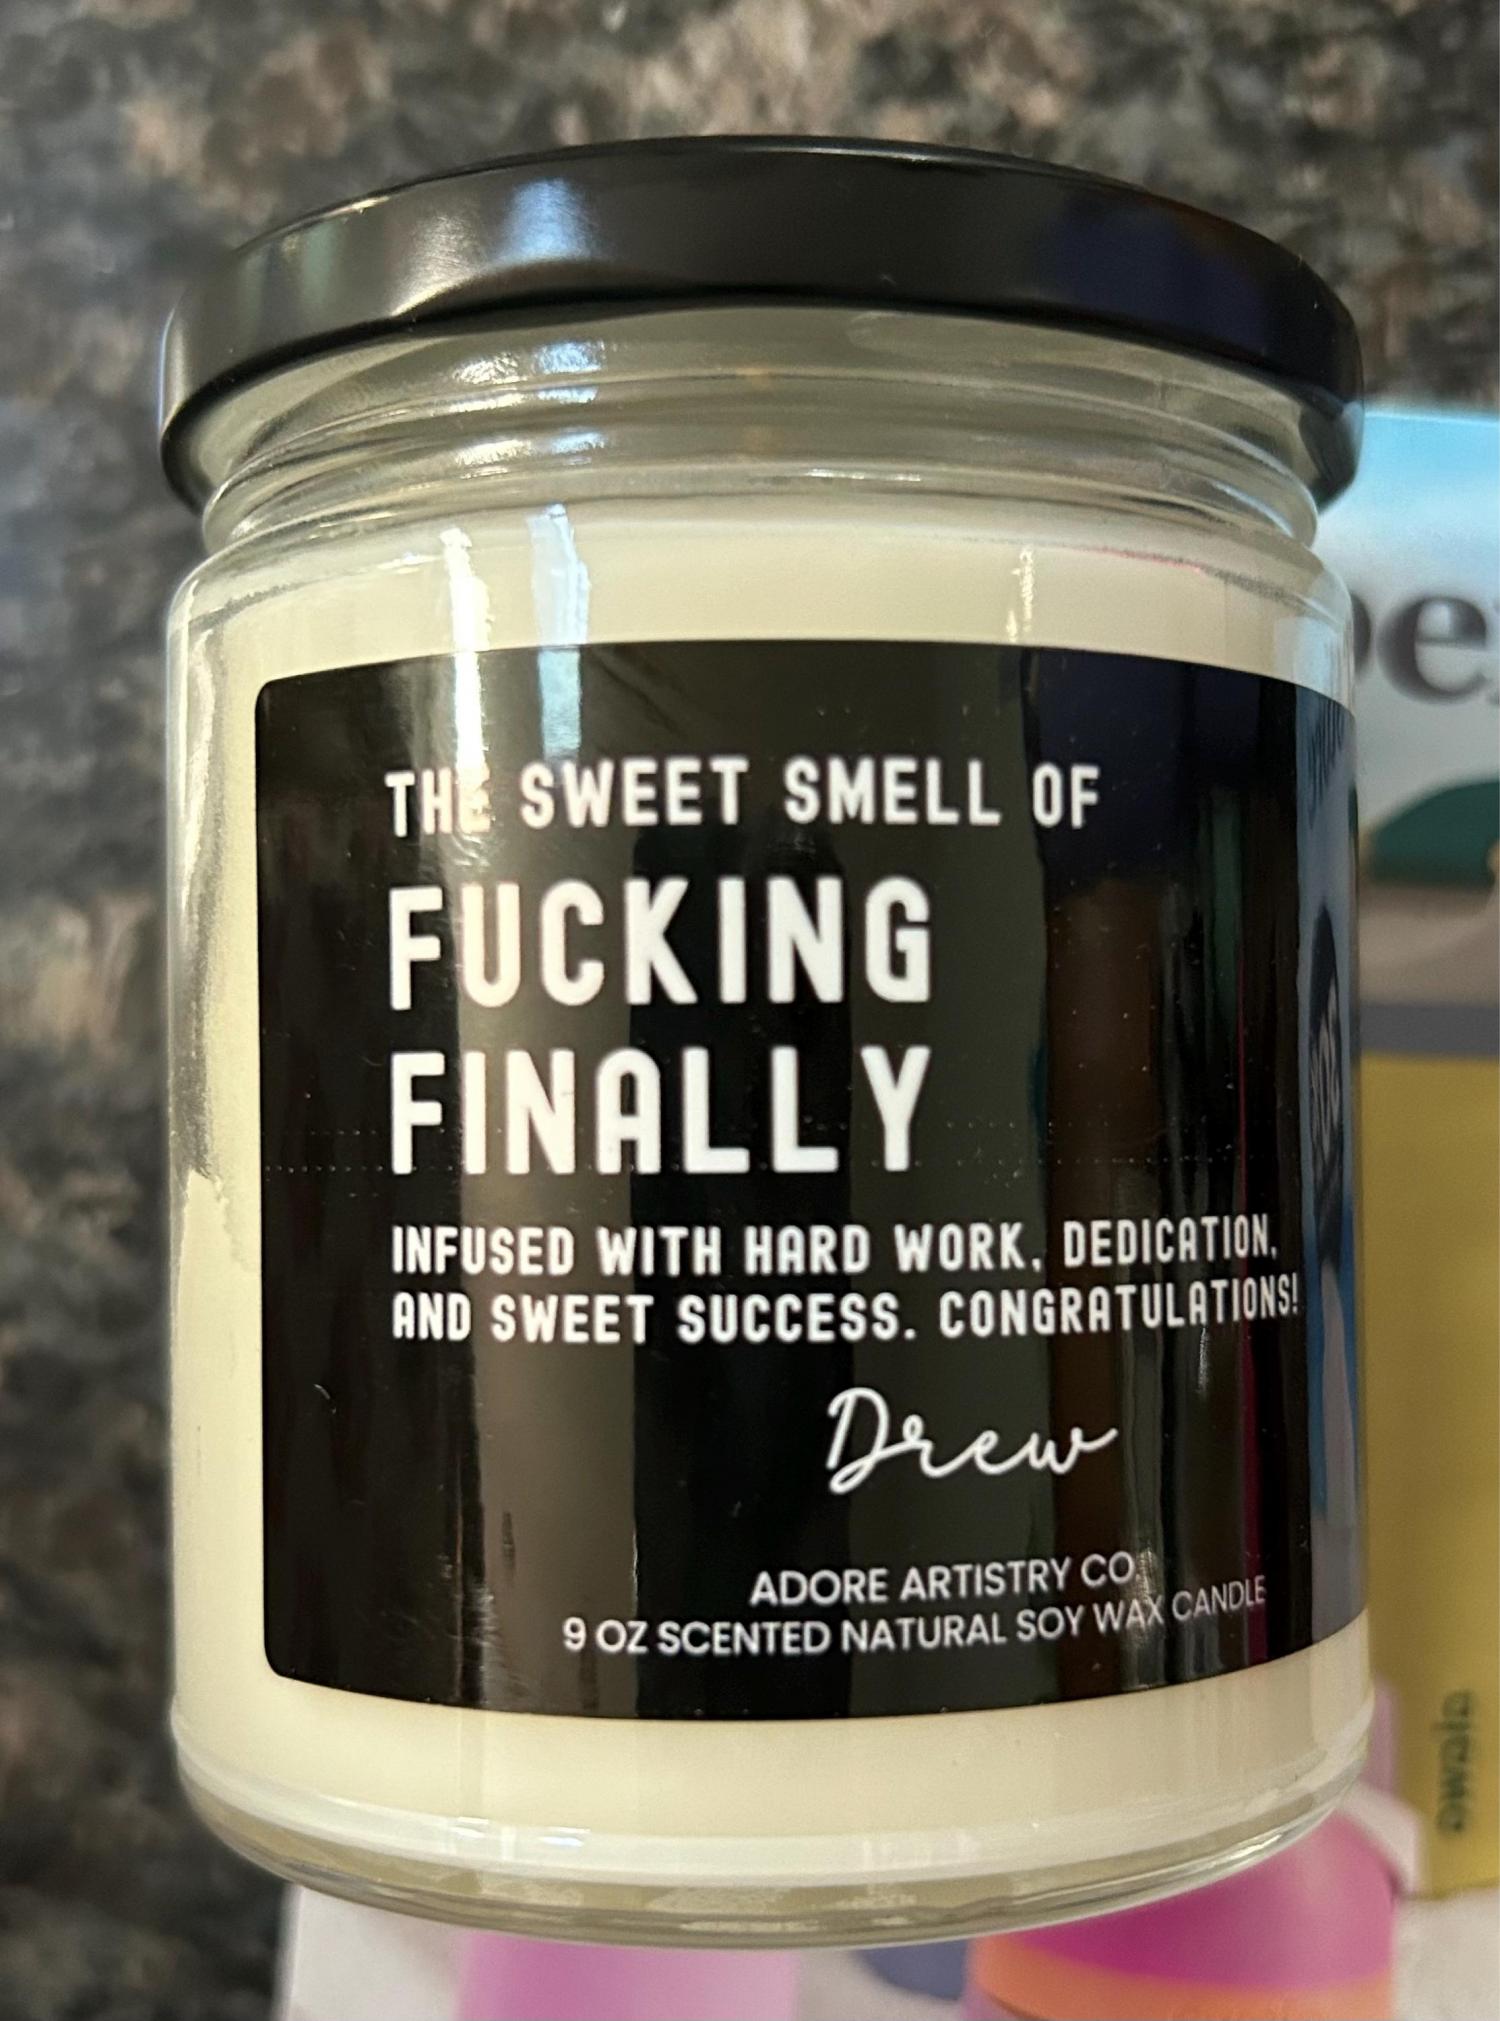 THE SWEET SMELL OF
FUCKING
FINALLY
INFUSED WITH HARD WORK, DEDICATION,
AND SWEET SUCCESS. CONGRATULATIONS!
Drew
ADORE ARTISTRY CO.
9 OZ SCENTED NATURAL SOY WAX CANDLE
owala